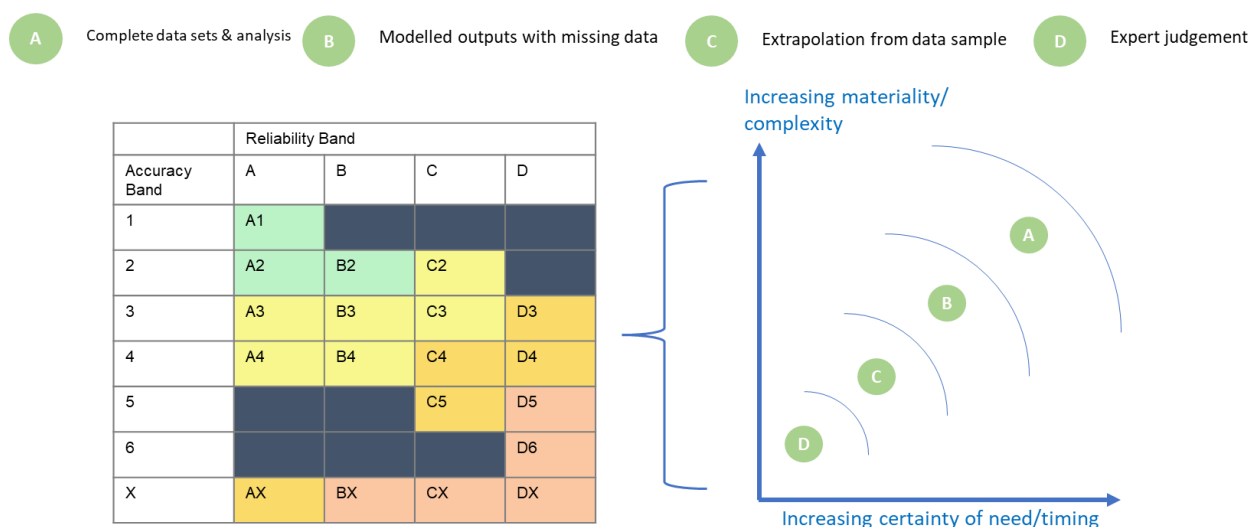 A Complete data sets & analysis B Modelled outputs with missing data C Extrapolation from data sample D Expert judgement
Reliability Band
Accuracy Band A B C D
1 A1
2 A2 B2 C2
3 A3 B3 C3 D3
4 A4 B4 C4 D4
5 C5 D5
6 D6
X AX BX CX DX
Increasing materiality/
complexity
A
B
C
D
Increasing certainty of need/timing